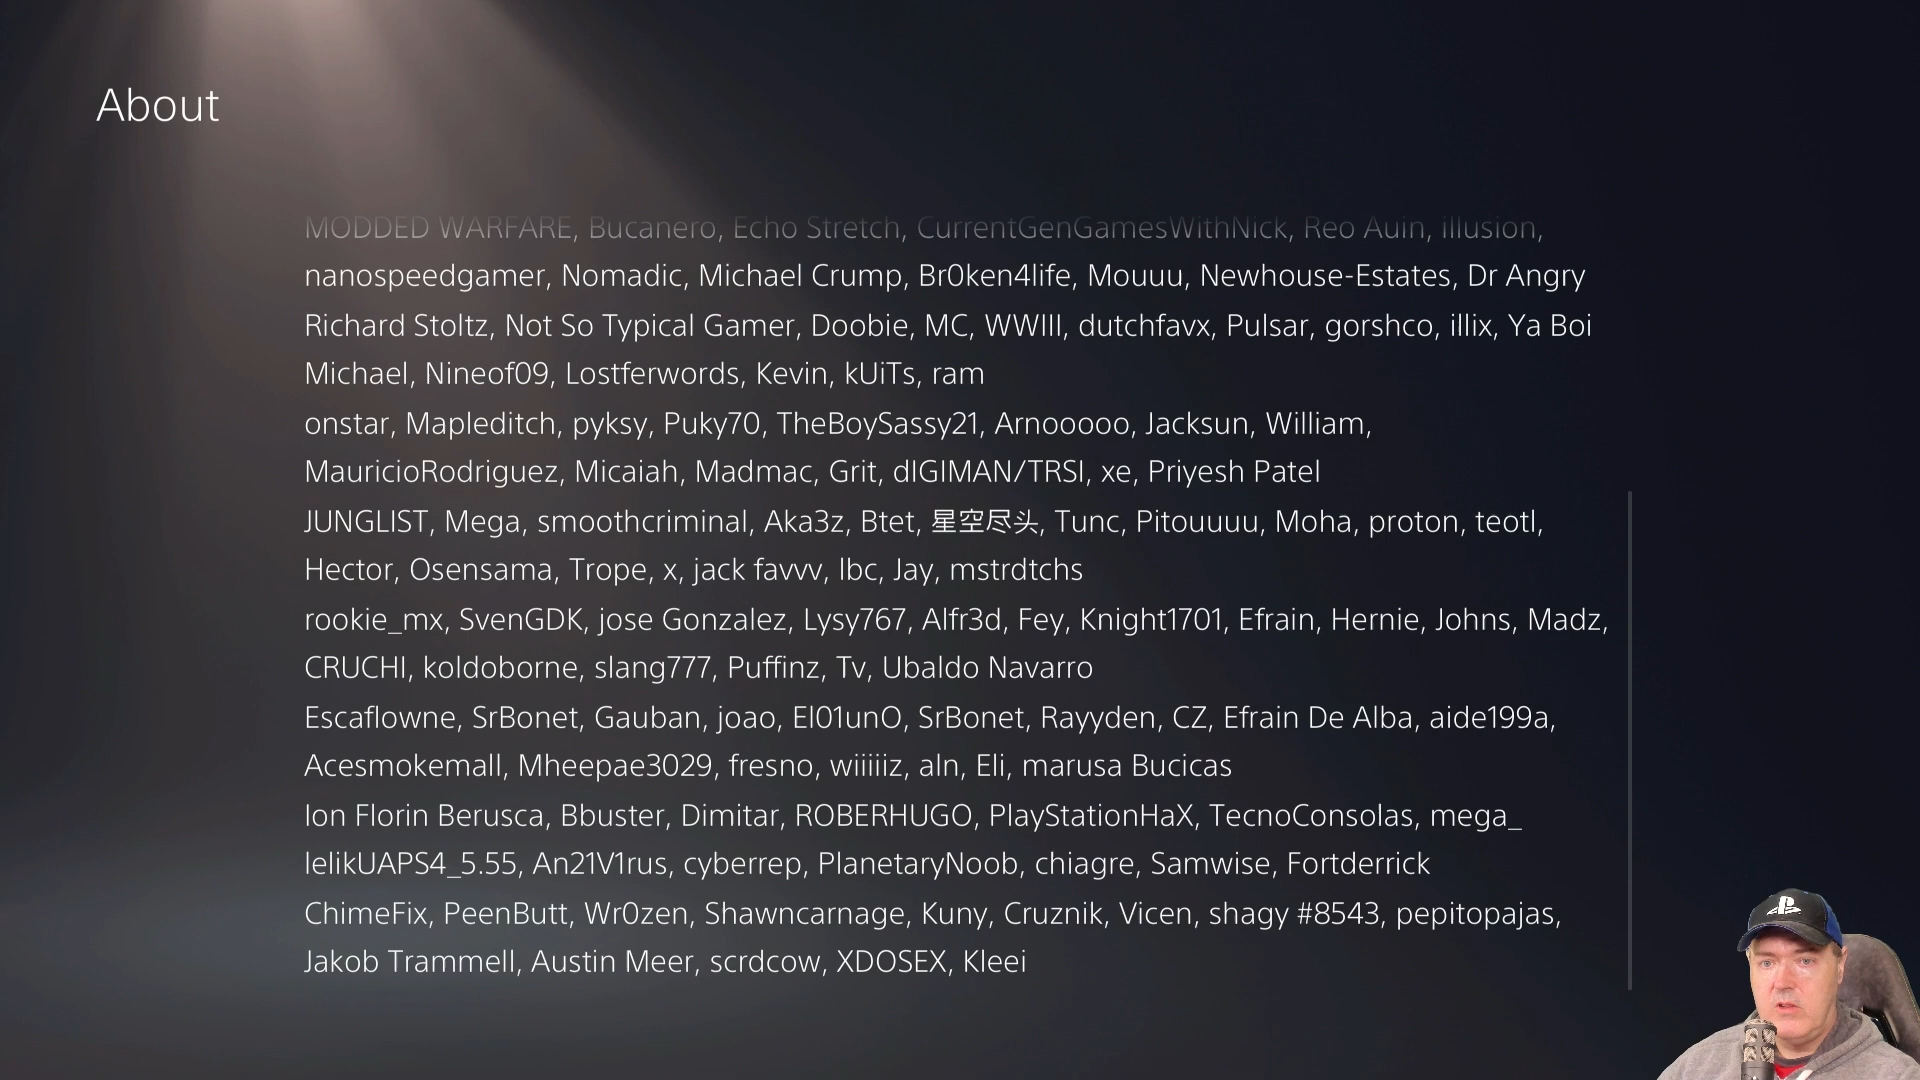 About
MODDED WARFARE, Bucanero, Echo Stretch, CurrentGenGamesWithNick, Reo Auin, illusion,
nanospeedgamer, Nomadic, Michael Crump, Br0ken4life, Mouuu, Newhouse-Estates, Dr Angry
Richard Stoltz, Not So Typical Gamer, Doobie, MC, WWIII, dutchfavx, Pulsar, gorshco, illix, Ya Boi
Michael, Nineof09, Lostferwords, Kevin, kUiTs, ram
onstar, Mapleditch, pyksy, Puky70, TheBoySassy21, Arnooooo, Jacksun, William,
MauricioRodriguez, Micaiah, Madmac, Grit, dIGIMAN/TRSI, xe, Priyesh Patel
JUNGLIST, Mega, smoothcriminal, Aka3z, Btet, 星空尽头, Tunc, Pitouuuu, Moha, proton, teotl,
Hector, Osensama, Trope, x, jack favvv, lbc, Jay, mstrdtchs
rookie_mx, SvenGDK, jose Gonzalez, Lysy767, Alfr3d, Fey, Knight1701, Efrain, Hernie, Johns, Madz,
CRUCHI, koldoborne, slang777, Puffinz, Tv, Ubaldo Navarro
Escaflowne, SrBonet, Gauban, joao, El01unO, SrBonet, Rayyden, CZ, Efrain De Alba, aide199a,
Acesmokemall, Mheepae3029, fresno, wiiiiiz, aln, Eli, marusa Bucicas
Ion Florin Berusca, Bbuster, Dimitar, ROBERHUGO, PlayStationHaX, TecnoConsolas, mega_
lelikUAPS4_5.55, An21V1rus, cyberrep, PlanetaryNoob, chiagre, Samwise, Fortderrick
ChimeFix, PeenButt, Wr0zen, Shawncarnage, Kuny, Cruznik, Vicen, shagy #8543, pepitopajas,
Jakob Trammell, Austin Meer, scrdcow, XDOSEX, Kleei